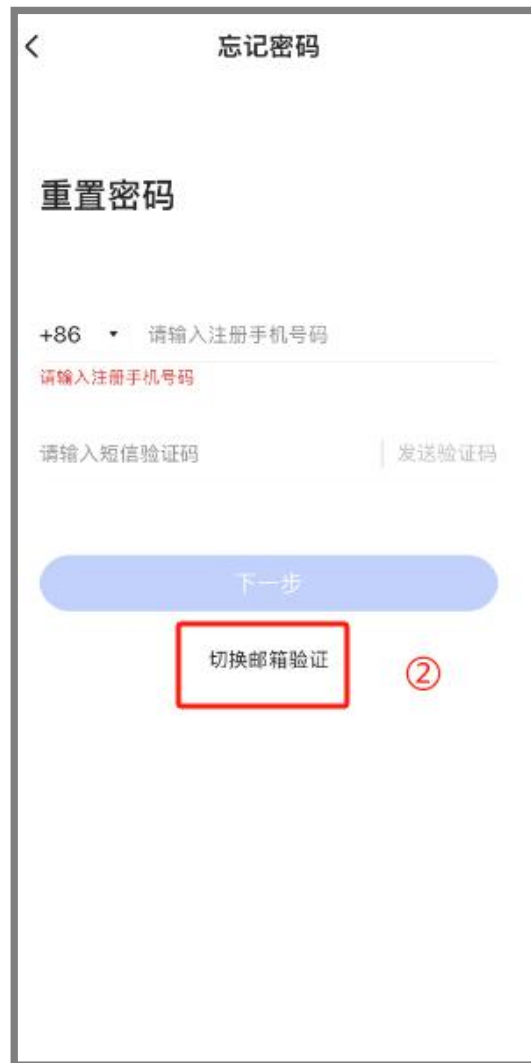 忘记密码
重置密码
+86 请输入注册手机号码
请输入注册手机号码
请输入短信验证码 发送验证码
下一步
切换邮箱验证
②